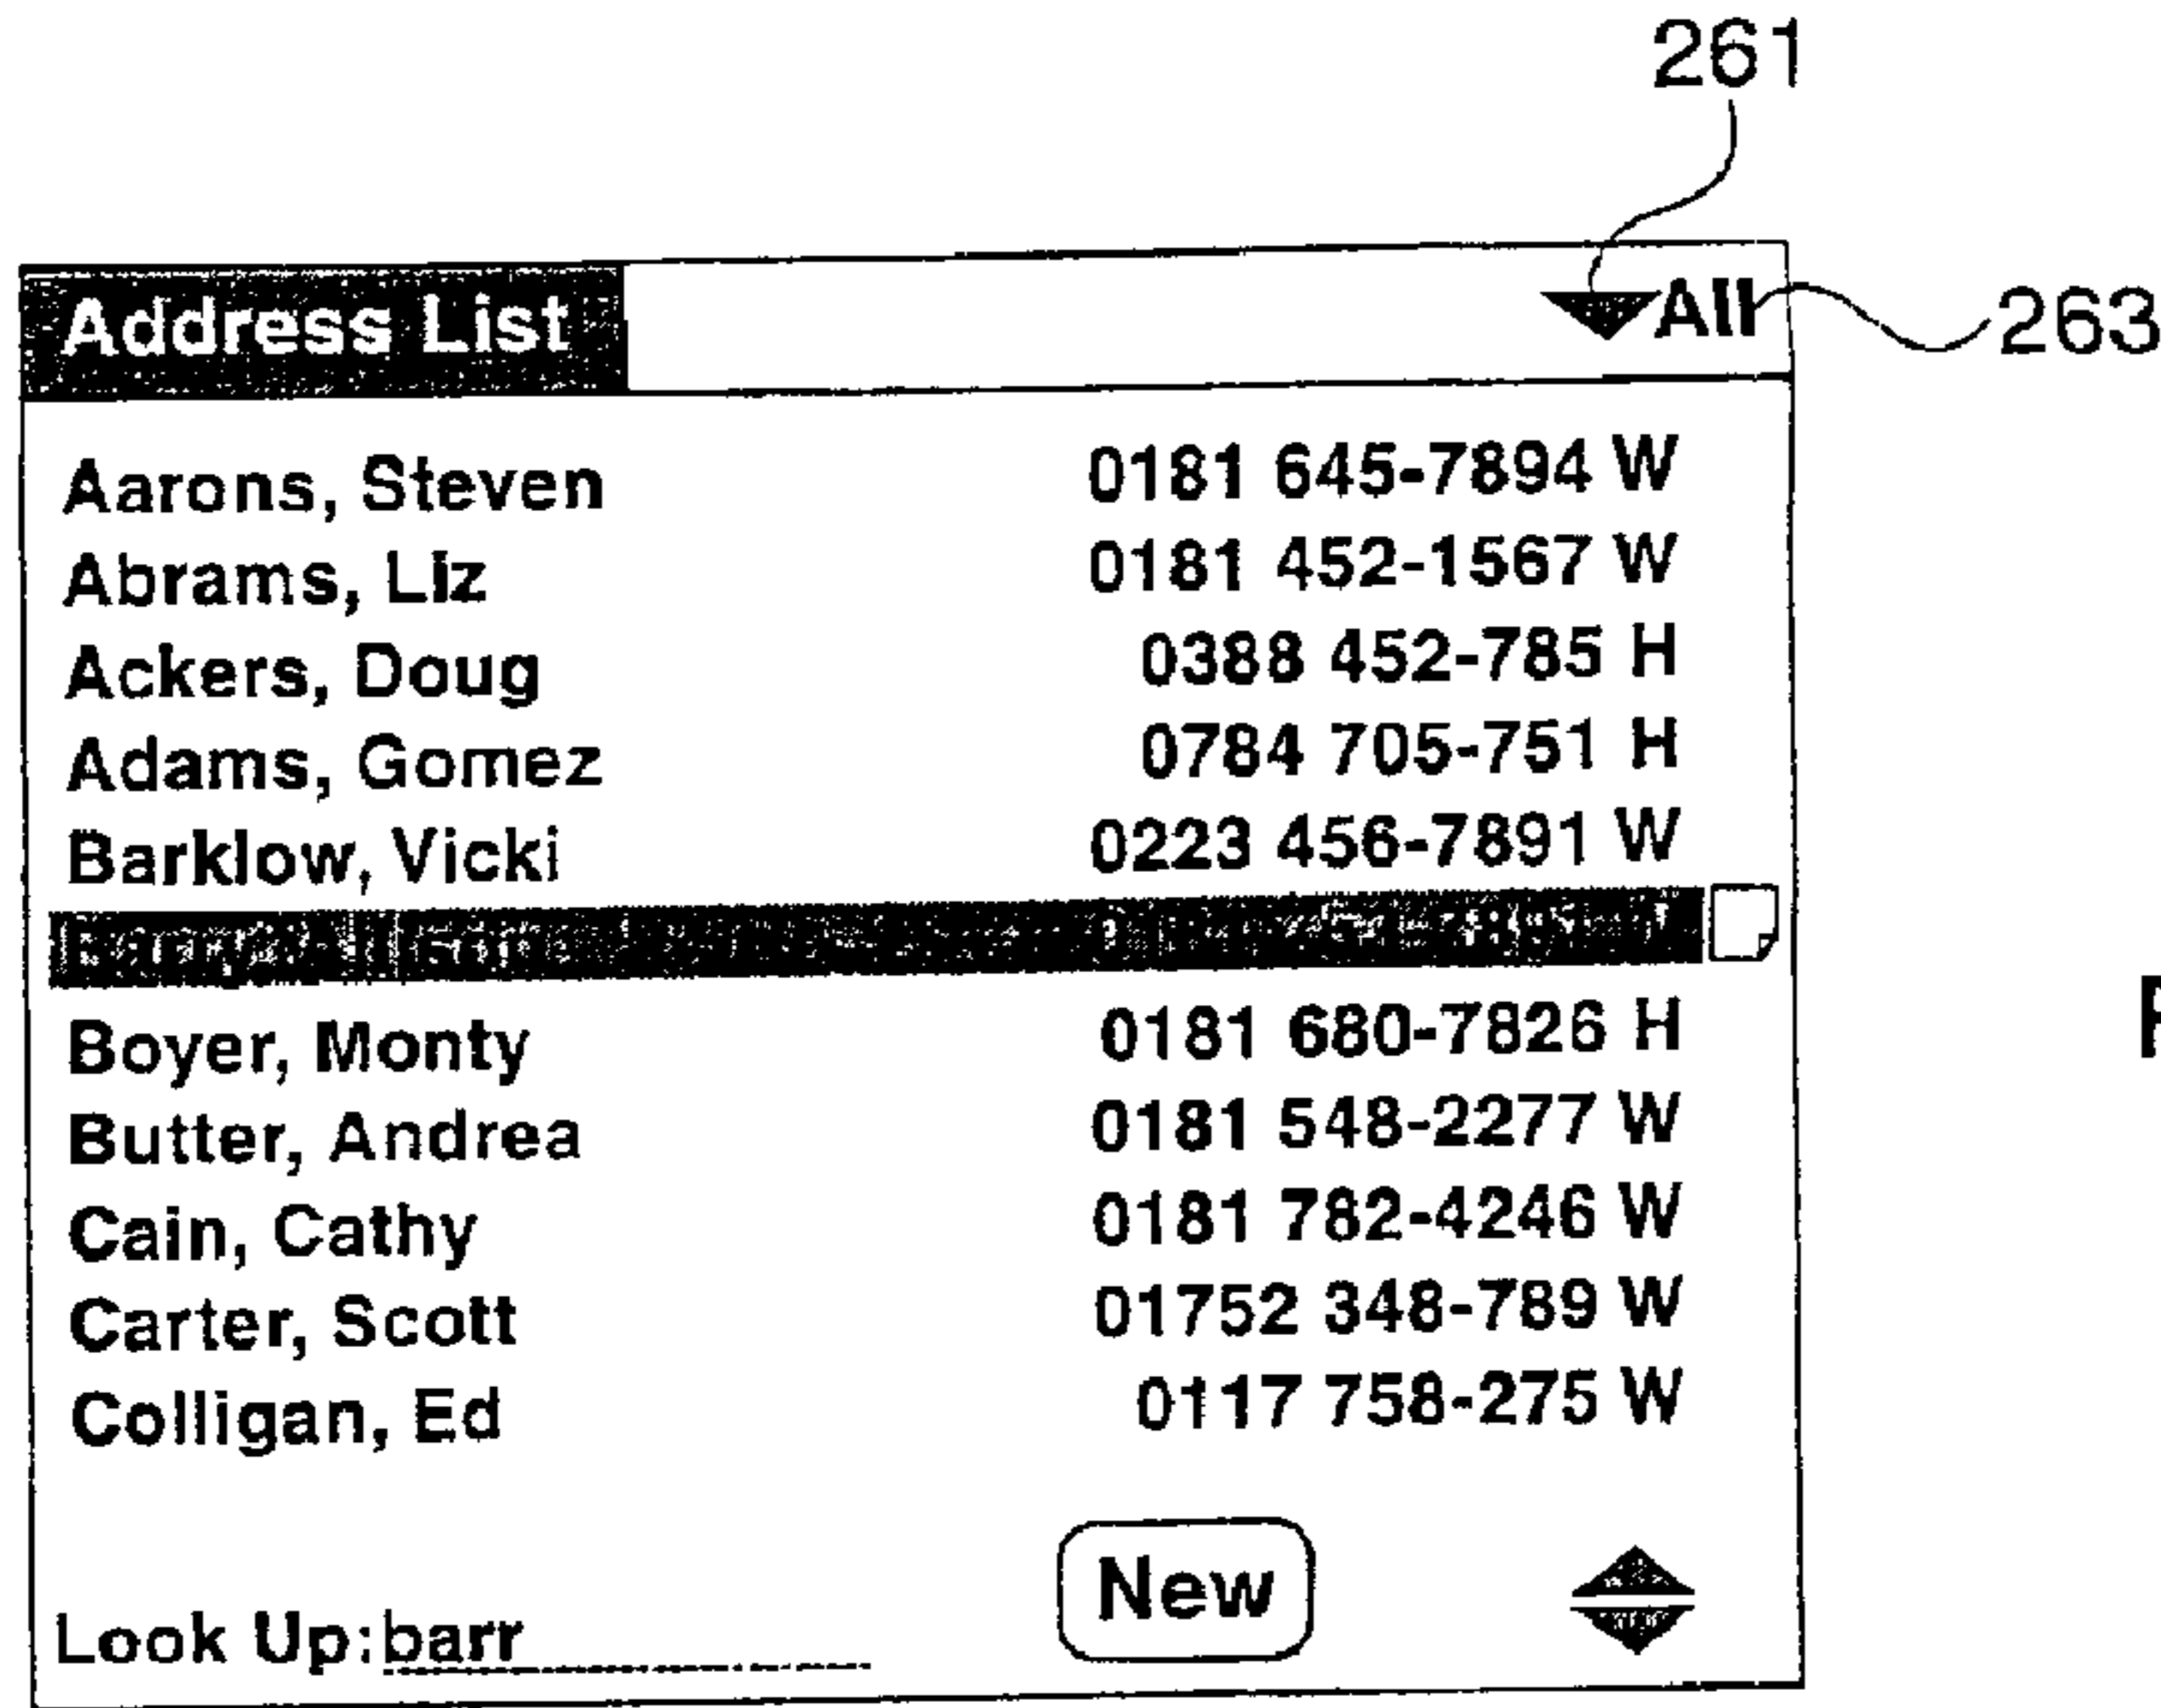 261
Address List
All
263
Aarons, Steven 0181 645-7894 W
Abrams, Liz 0181 452-1567 W
Ackers, Doug 0388 452-785 H
Adams, Gomez 0784 705-751 H
Barklow, Vicki 0223 456-7891 W
Barry, Allison
Boyer, Monty 0181 680-7826 H
Butter, Andrea 0181 548-2277 W
Cain, Cathy 0181 782-4246 W
Carter, Scott 01752 348-789 W
Colligan, Ed 0117 758-275 W
New
Look Up:barr